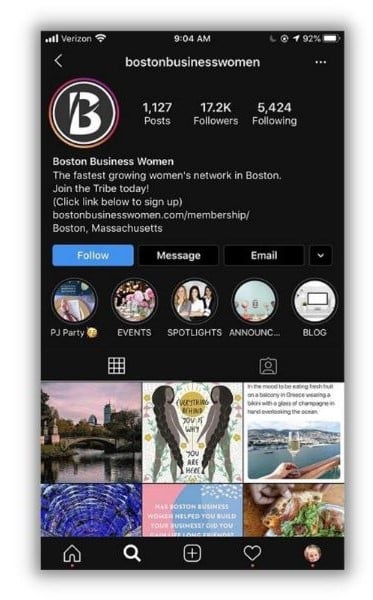 Verizon 9:04 AM 92%
bostonbusinesswomen
B
1,127 17.2K 5,424
Posts Followers Following
Boston Business Women
The fastest growing women's network in Boston.
Join the Tribe today!
(Click link below to sign up)
bostonbusinesswomen.com/membership/
Boston, Massachusetts
Follow Message Email
PJ Party EVENTS SPOTLIGHTS ANNOUNC... BLOG
EVERYTHING
BEHIND
YOU IS
WHY
YOU ARE
HERE
In the mood to be eating fresh fruit
on a balcony in Greece wearing a
bikini with a glass of champagne in
hand overlooking the ocean.
HAS BOSTON BUSINESS
WOMEN HELPED YOU BUILD
YOUR BUSINESS? DID YOU